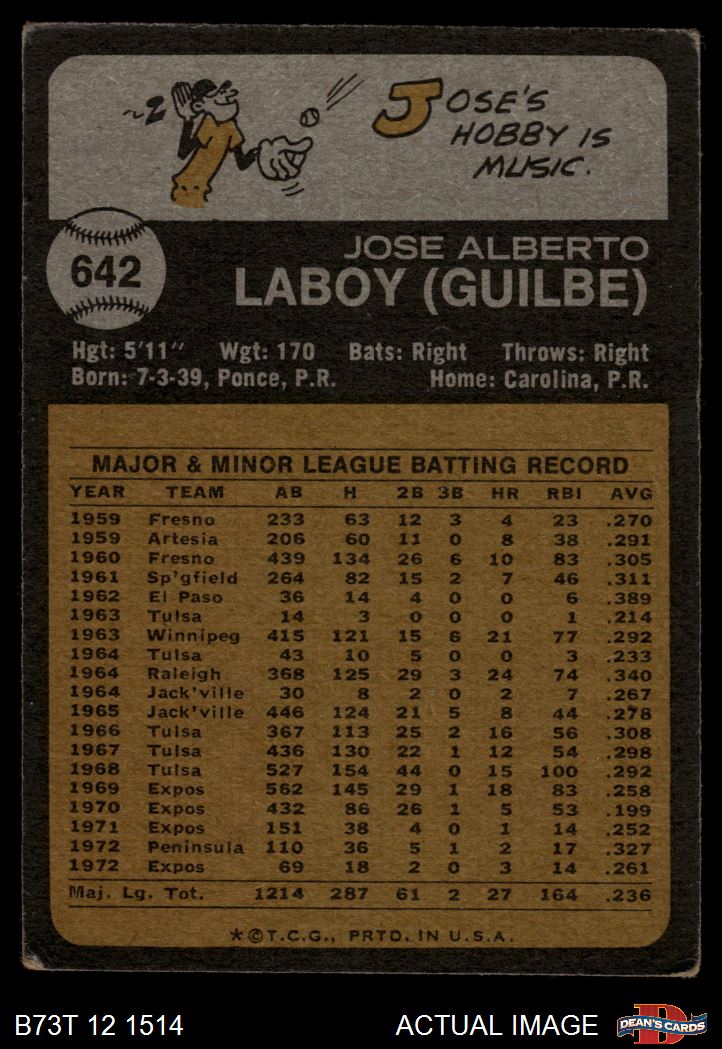 ~2
JOSE'S
HOBBY IS
MUSIC.
642
JOSE ALBERTO
LABOY (GUILBE)
Hgt: 5'11" Wgt: 170 Bats: Right Throws: Right
Born: 7-3-39, Ponce, P.R. Home: Carolina, P.R.
MAJOR & MINOR LEAGUE BATTING RECORD
YEAR TEAM AB H 2B 3B HR RBI AVG
1959 Fresno 233 63 12 3 4 23 .270
1959 Artesia 206 60 11 0 8 38 .291
1960 Fresno 439 134 26 6 10 83 .305
1961 Sp'gfield 264 82 15 2 7 46 .311
1962 El Paso 36 14 4 0 0 6 .389
1963 Tulsa 14 3 0 0 0 1 .214
1963 Winnipeg 415 121 15 6 21 77 .292
1964 Tulsa 43 10 5 0 0 3 .233
1964 Raleigh 368 125 29 3 24 74 .340
1964 Jack'ville 30 8 2 0 2 7 .267
1965 Jack'ville 446 124 21 5 8 44 .278
1966 Tulsa 367 113 25 2 16 56 .308
1967 Tulsa 436 130 22 1 12 54 .298
1968 Tulsa 527 154 44 0 15 100 .292
1969 Expos 562 145 29 1 18 83 .258
1970 Expos 432 86 26 1 5 53 .199
1971 Expos 151 38 4 0 1 14 .252
1972 Peninsula 110 36 5 1 2 17 .327
1972 Expos 69 18 2 0 3 14 .261
Maj. Lg. Tot. 1214 287 61 2 27 164 .236
*©T.C.G., PRTD. IN U.S.A.
B73T 12 1514 ACTUAL IMAGE
D
DEAN'S CARDS